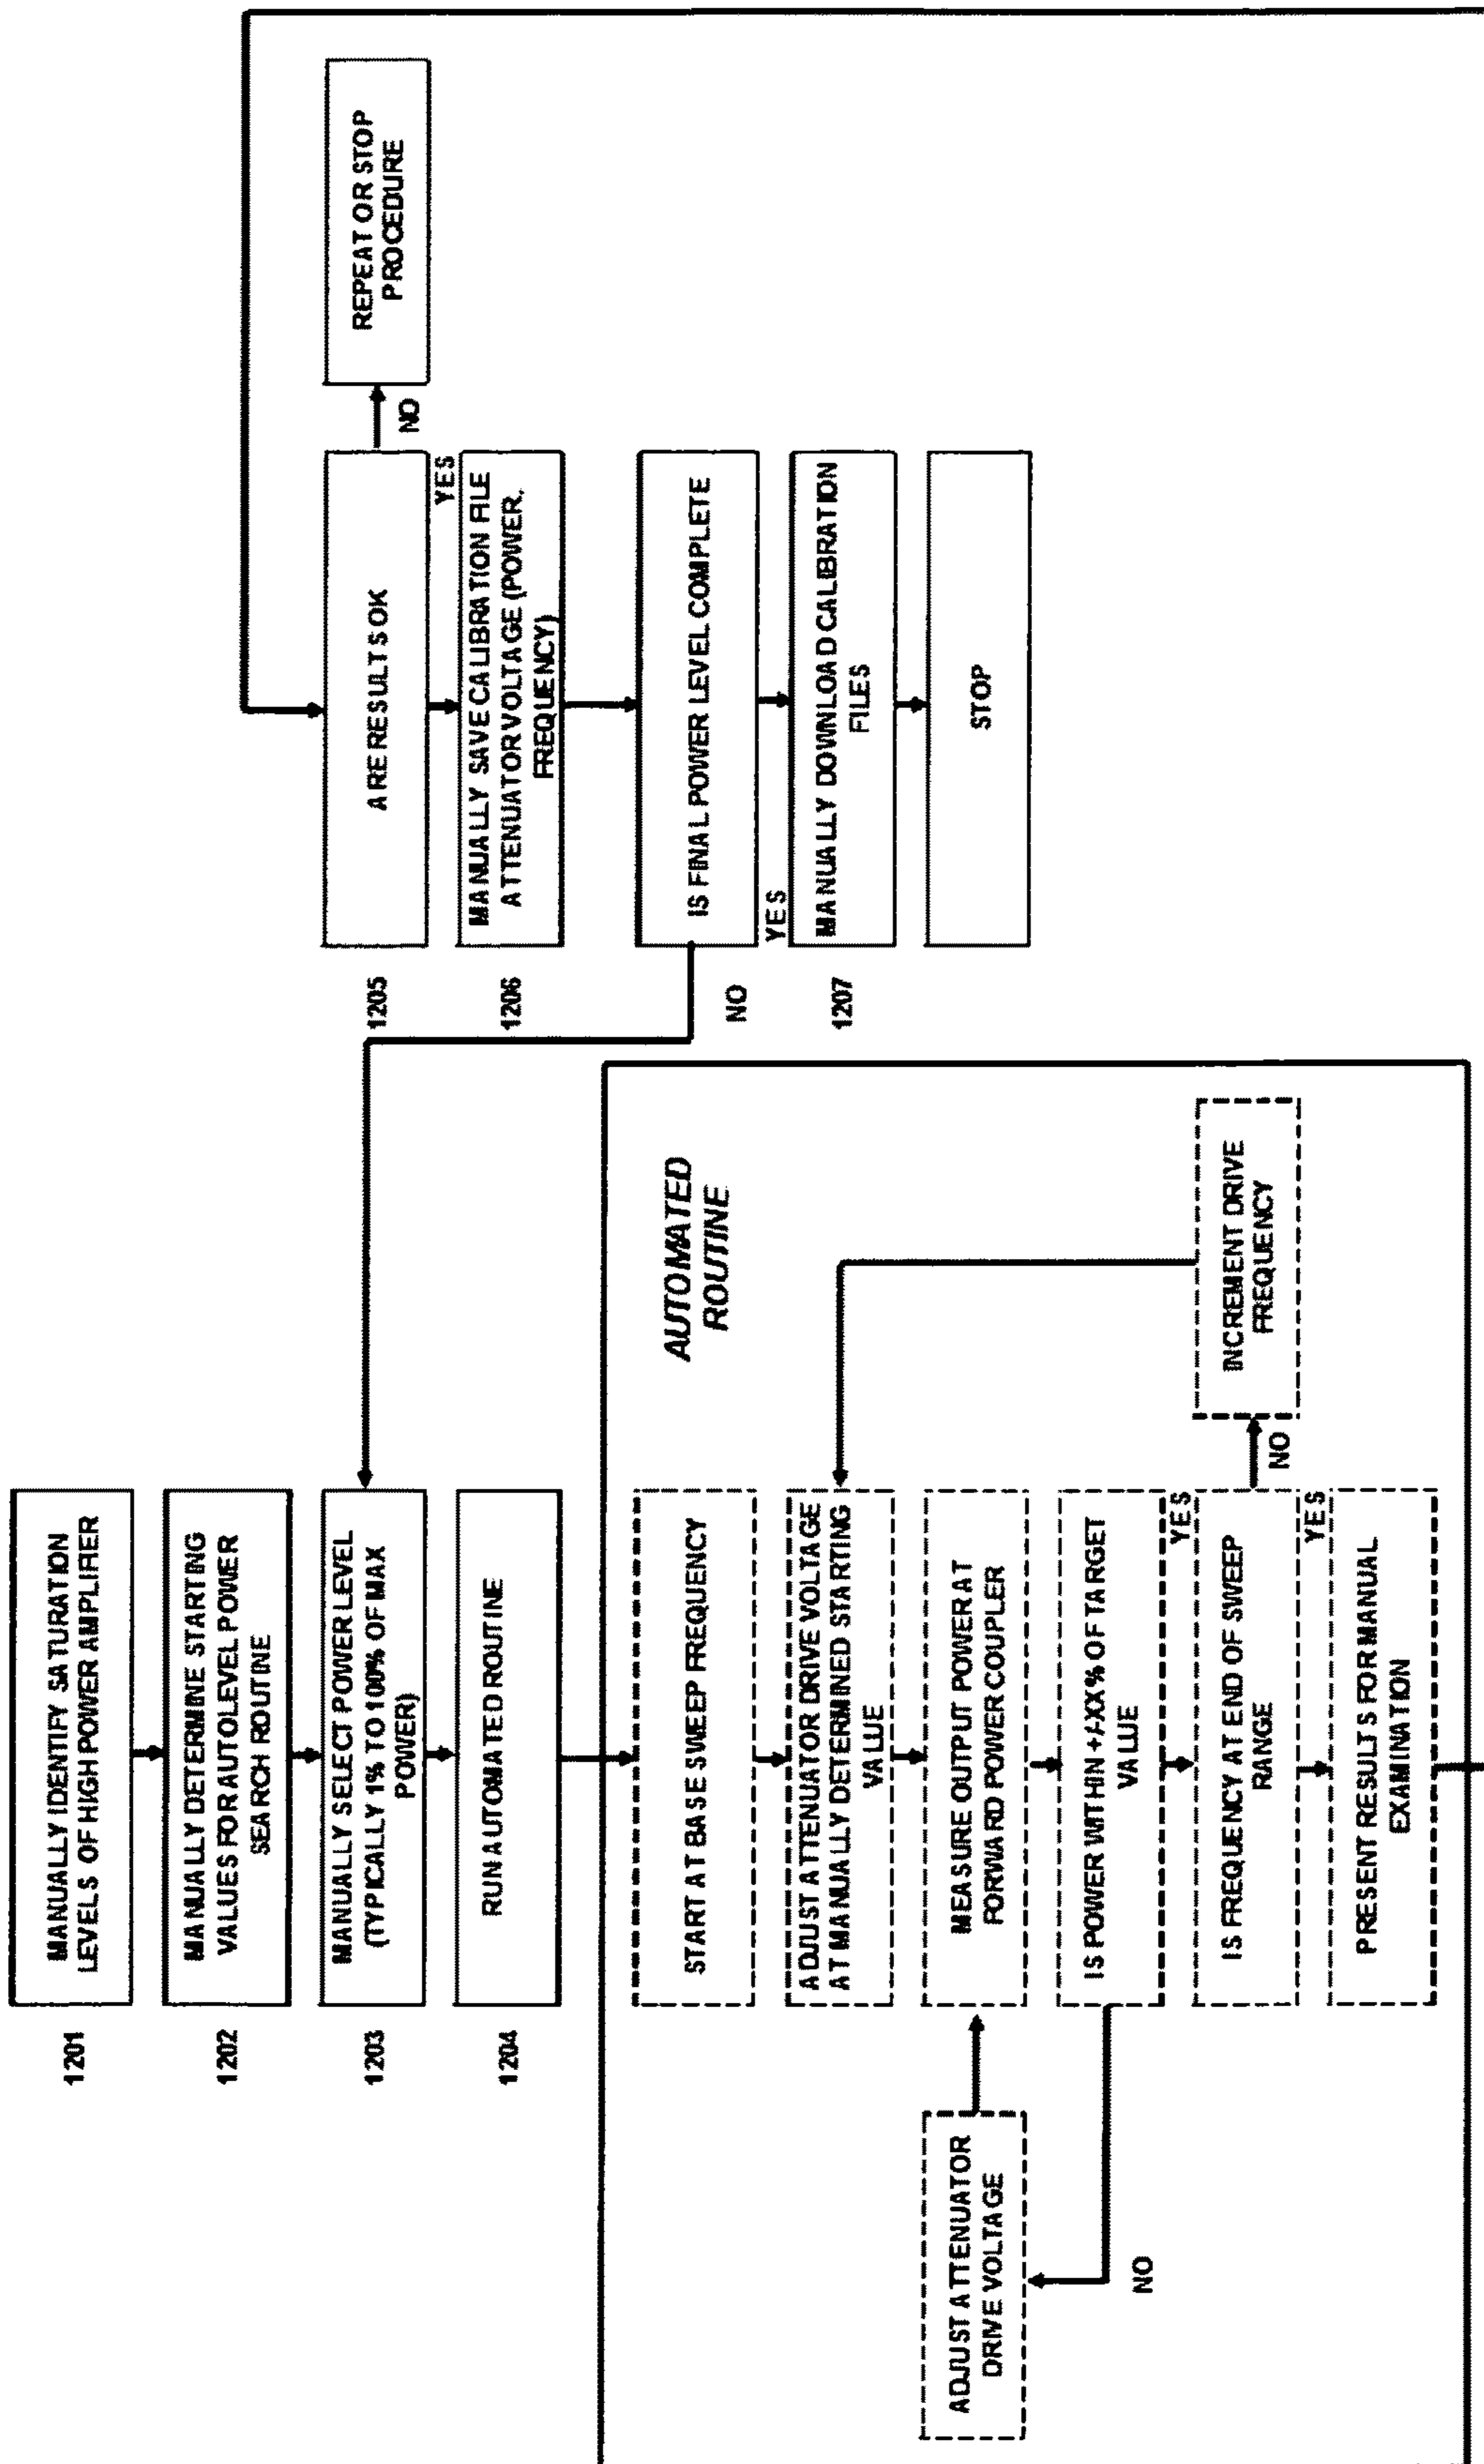 1201
MANUALLY IDENTIFY SATURATION
LEVELS OF HIGH POWER AMPLIFIER
1202
MANUALLY DETERMINE STARTING
VALUES FOR AUTOLEVEL POWER
SEARCH ROUTINE
1203
MANUALLY SELECT POWER LEVEL
(TYPICALLY 1% TO 100% OF MAX
POWER)
1204
RUN AUTOMATED ROUTINE
AUTOMATED
ROUTINE
START AT BASE SWEEP FREQUENCY
ADJUST ATTENUATOR DRIVE VOLTAGE
AT MANUALLY DETERMINED STARTING
VALUE
ADJUST ATTENUATOR
DRIVE VOLTAGE
MEASURE OUTPUT POWER AT
FORWARD POWER COUPLER
IS POWER WITHIN +/-XX% OF TARGET
VALUE
NO
YES
IS FREQUENCY AT END OF SWEEP
RANGE
NO
INCREMENT DRIVE
FREQUENCY
YES
PRESENT RESULTS FOR MANUAL
EXAMINATION
1205
ARE RESULTS OK
NO
REPEAT OR STOP
PROCEDURE
YES
1206
MANUALLY SAVE CALIBRATION FILE
ATTENUATOR VOLTAGE (POWER,
FREQUENCY)
IS FINAL POWER LEVEL COMPLETE
NO
YES
1207
MANUALLY DOWNLOAD CALIBRATION
FILES
STOP